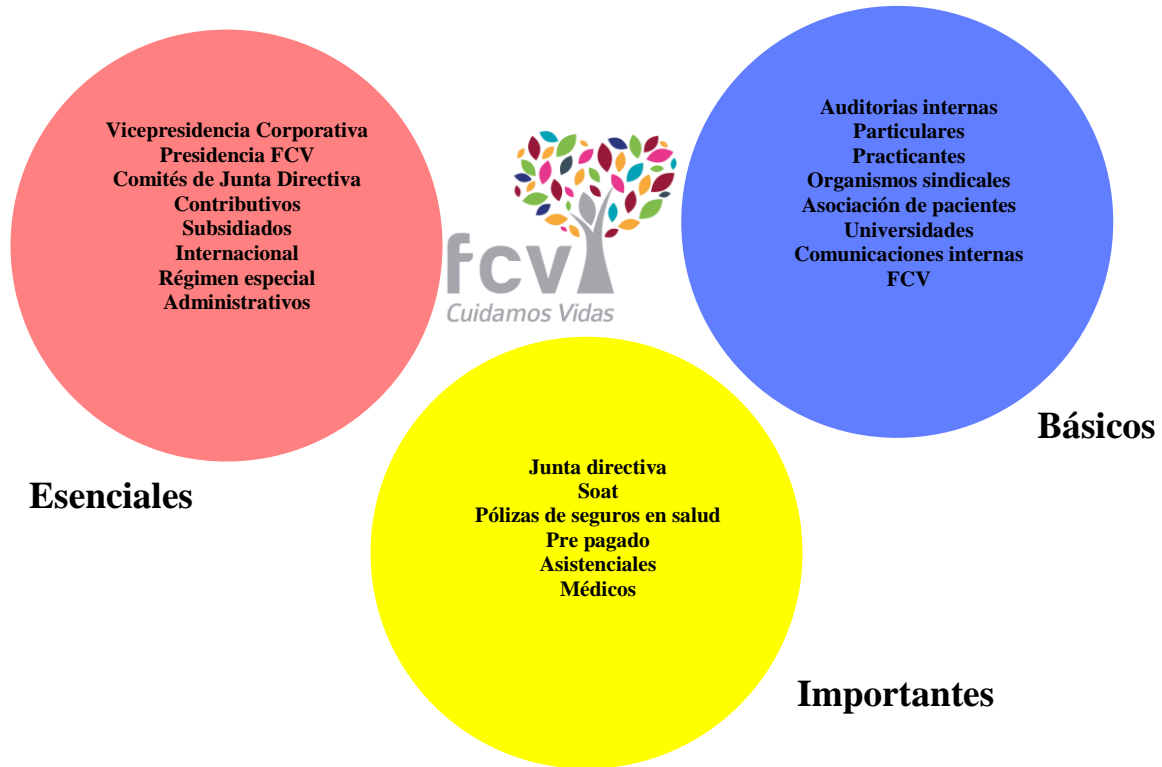 Vicepresidencia Corporativa
Presidencia FCV
Comités de Junta Directiva
Contributivos
Subsidiados
Internacional
Régimen especial
Administrativos
Esenciales
fcv
Cuidamos Vidas
Auditorias internas
Particulares
Practicantes
Organismos sindicales
Asociación de pacientes
Universidades
Comunicaciones internas
FCV
Básicos
Junta directiva
Soat
Pólizas de seguros en salud
Pre pagado
Asistenciales
Médicos
Importantes